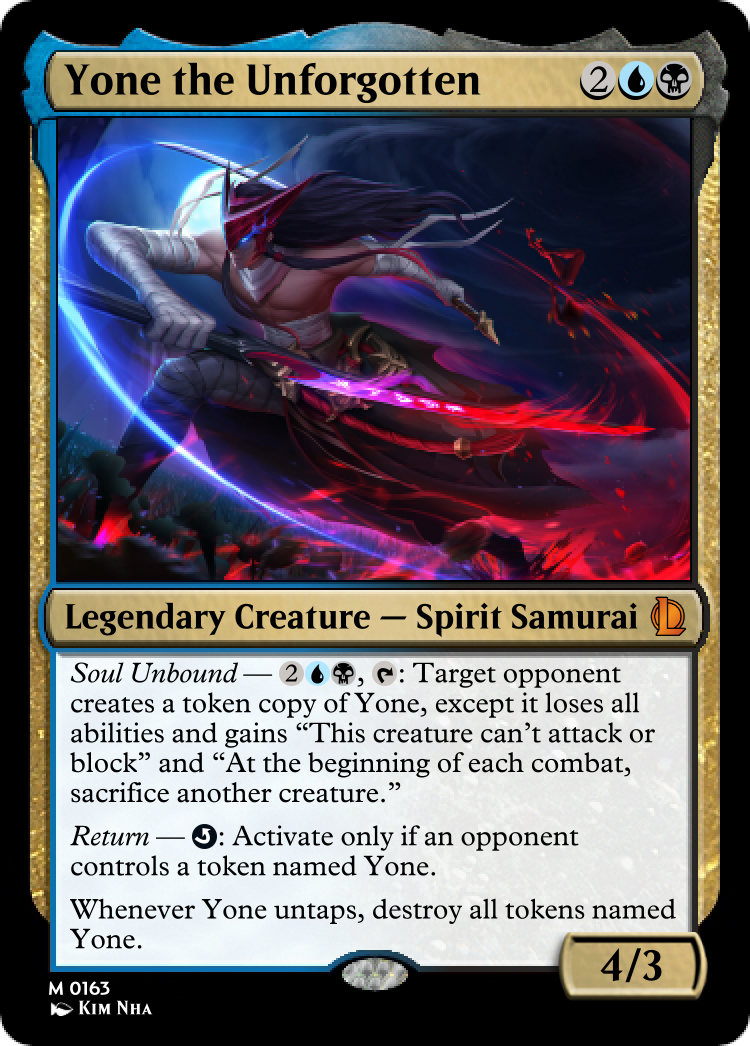 Yone the Unforgotten 2
Legendary Creature — Spirit Samurai
Soul Unbound — 2, : Target opponent
creates a token copy of Yone, except it loses all
abilities and gains “This creature can’t attack or
block” and “At the beginning of each combat,
sacrifice another creature.”
Return — : Activate only if an opponent
controls a token named Yone.
Whenever Yone untaps, destroy all tokens named
Yone.
4/3
M 0163
Kim Nha